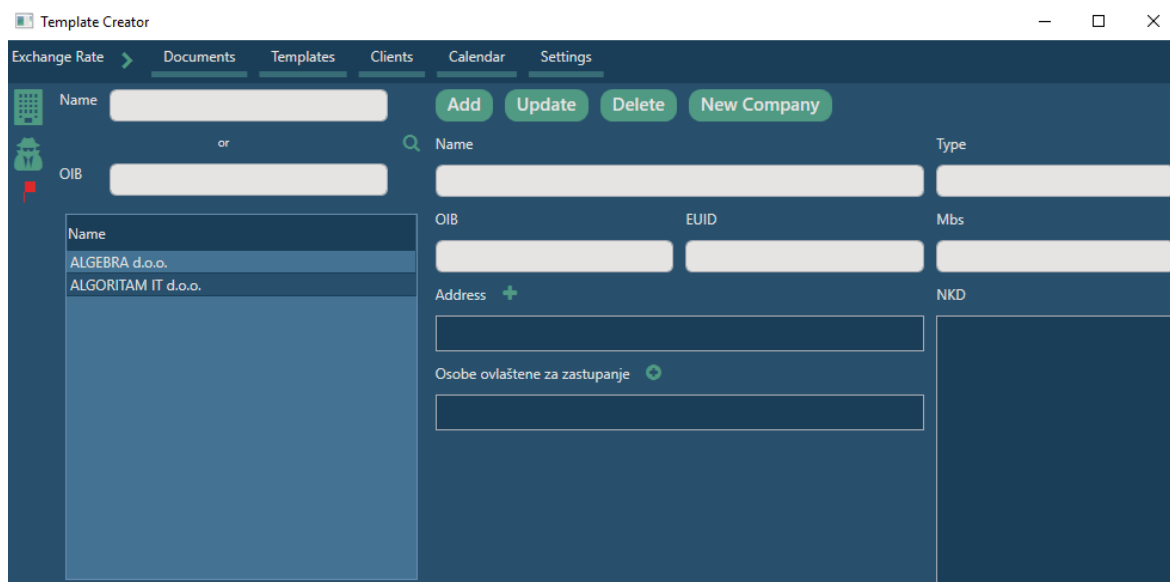 Template Creator
Exchange Rate Documents Templates Clients Calendar Settings
Name
or
OIB
Name
ALGEBRA d.o.o.
ALGORITAM IT d.o.o.
Add Update Delete New Company
Name Type
OIB EUID Mbs
Address NKD
Osobe ovlaštene za zastupanje